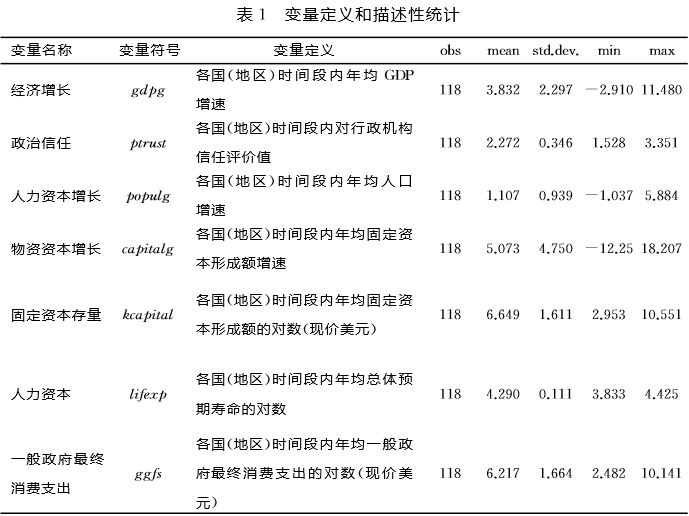 表 1 变量定义和描述性统计
变量名称 变量符号 变量定义 obs mean std.dev. min max
经济增长 gdpg 各国(地区)时间段内年均 GDP 增速 118 3.832 2.297 −2.910 11.480
政治信任 ptrust 各国(地区)时间段内对行政机构信任评价值 118 2.272 0.346 1.528 3.351
人力资本增长 populg 各国(地区)时间段内年均人口增速 118 1.107 0.939 −1.037 5.884
物资资本增长 capitalg 各国(地区)时间段内年均固定资本形成额增速 118 5.073 4.750 −12.25 18.207
固定资本存量 kcapital 各国(地区)时间段内年均固定资本形成额的对数(现价美元) 118 6.649 1.611 2.953 10.551
人力资本 lifexp 各国(地区)时间段内年均总体预期寿命的对数 118 4.290 0.111 3.833 4.425
一般政府最终消费支出 ggfs 各国(地区)时间段内年均一般政府最终消费支出的对数(现价美元) 118 6.217 1.664 2.482 10.141